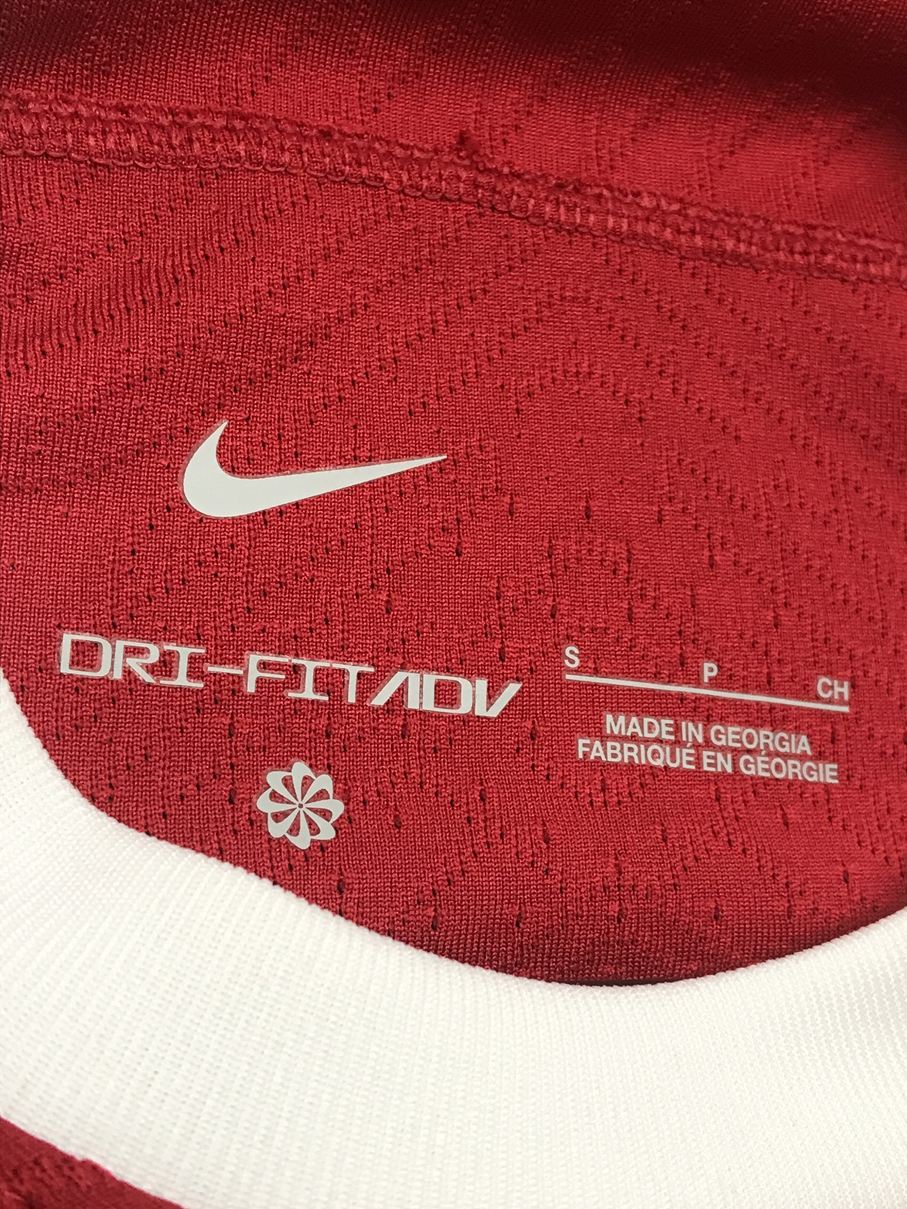 DRI-FIT ADV
S P CH
MADE IN GEORGIA
FABRIQUÉ EN GÉORGIE